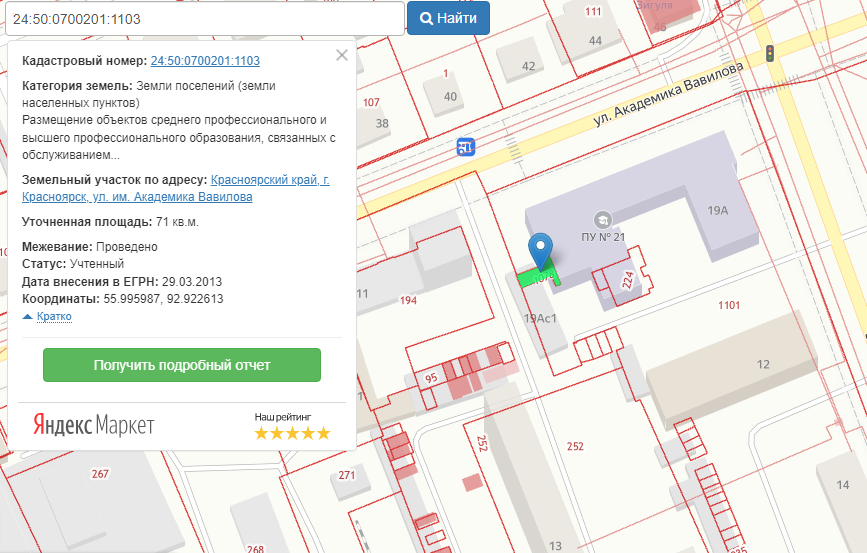 24:50:0700201:1103
Найти
Кадастровый номер: 24:50:0700201:1103
Категория земель: Земли поселений (земли
населенных пунктов)
Размещение объектов среднего профессионального и
высшего профессионального образования, связанных с
обслуживанием...
Земельный участок по адресу: Красноярский край, г.
Красноярск, ул. им. Академика Вавилова
Уточненная площадь: 71 кв.м.
Межевание: Проведено
Статус: Учтенный
Дата внесения в ЕГРН: 29.03.2013
Координаты: 55.995987, 92.922613
Кратко
Получить подробный отчет
Яндекс Маркет
Наш рейтинг
Зигуля
46
111
44
42
1
40
107
38
ул. Академика Вавилова
19А
ПУ № 21
224
19Ас1
1101
11
194
12
95
252
252
267
271
268
13
14